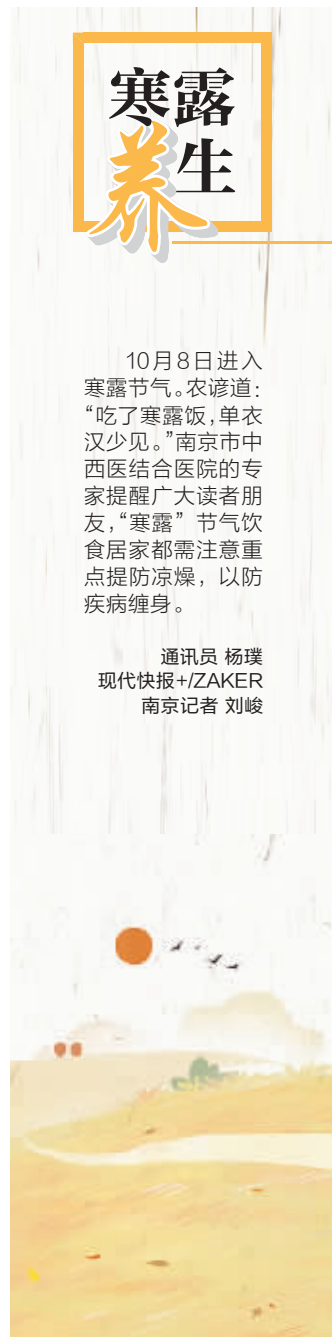 寒露
养生
10月8日进入
寒露节气。农谚道：
“吃了寒露饭，单衣
汉少见。”南京市中
西医结合医院的专
家提醒广大读者朋
友，“寒露” 节气饮
食居家都需注意重
点提防凉燥，以防
疾病缠身。
通讯员 杨璞
现代快报+/ZAKER
南京记者 刘峻